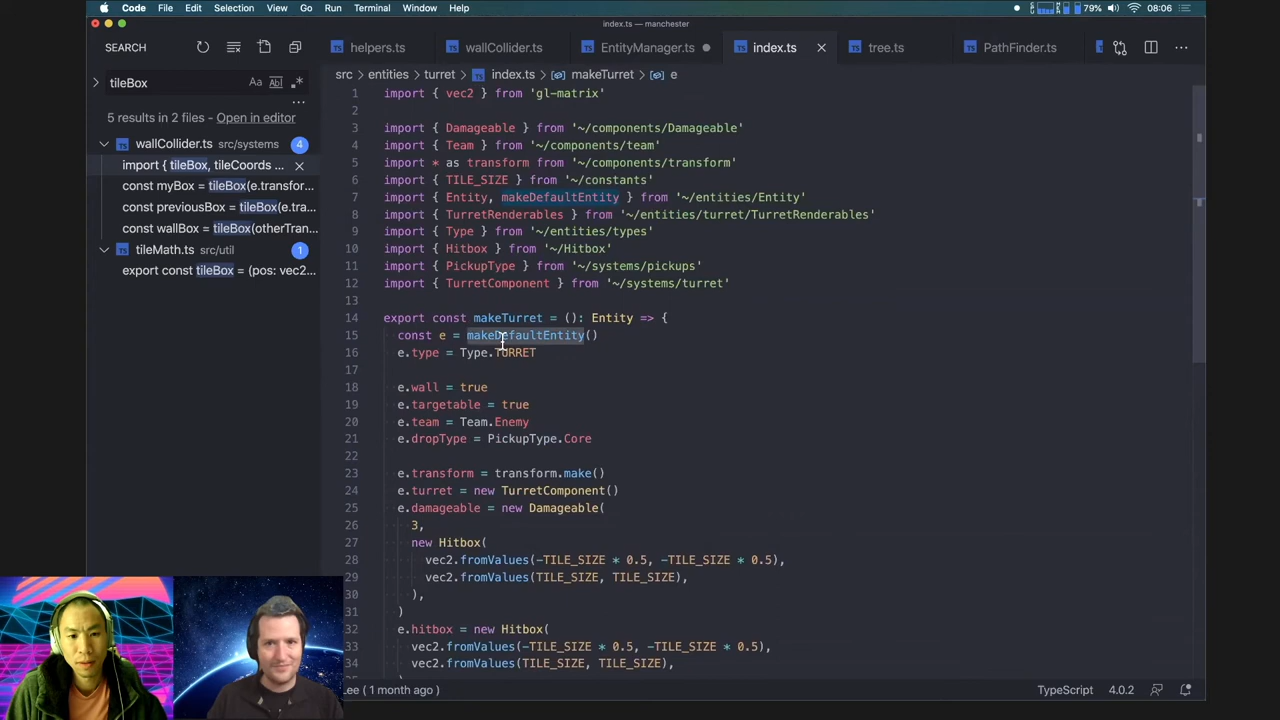 Code File Edit Selection View Go Run Terminal Window Help 79% 08:06
index.ts — manchester
SEARCH
helpers.ts wallCollider.ts EntityManager.ts index.ts tree.ts PathFinder.ts
tileBox Aa Ab
src > entities > turret > index.ts > makeTurret > e
5 results in 2 files - Open in editor
wallCollider.ts src/systems 4
import { tileBox, tileCoords ...
const myBox = tileBox(e.transfor...
const previousBox = tileBox(e.tra...
const wallBox = tileBox(otherTran...
tileMath.ts src/util 1
export const tileBox = (pos: vec2...
1 import { vec2 } from 'gl-matrix'
2
3 import { Damageable } from '~/components/Damageable'
4 import { Team } from '~/components/team'
5 import * as transform from '~/components/transform'
6 import { TILE_SIZE } from '~/constants'
7 import { Entity, makeDefaultEntity } from '~/entities/Entity'
8 import { TurretRenderables } from '~/entities/turret/TurretRenderables'
9 import { Type } from '~/entities/types'
10 import { Hitbox } from '~/Hitbox'
11 import { PickupType } from '~/systems/pickups'
12 import { TurretComponent } from '~/systems/turret'
13
14 export const makeTurret = (): Entity => {
15 const e = makeDefaultEntity()
16 e.type = Type.TURRET
17
18 e.wall = true
19 e.targetable = true
20 e.team = Team.Enemy
21 e.dropType = PickupType.Core
22
23 e.transform = transform.make()
24 e.turret = new TurretComponent()
25 e.damageable = new Damageable(
26 3,
27 new Hitbox(
28 vec2.fromValues(-TILE_SIZE * 0.5, -TILE_SIZE * 0.5),
29 vec2.fromValues(TILE_SIZE, TILE_SIZE),
30 ),
31 )
32 e.hitbox = new Hitbox(
33 vec2.fromValues(-TILE_SIZE * 0.5, -TILE_SIZE * 0.5),
34 vec2.fromValues(TILE_SIZE, TILE_SIZE),
Lee ( 1 month ago ) TypeScript 4.0.2